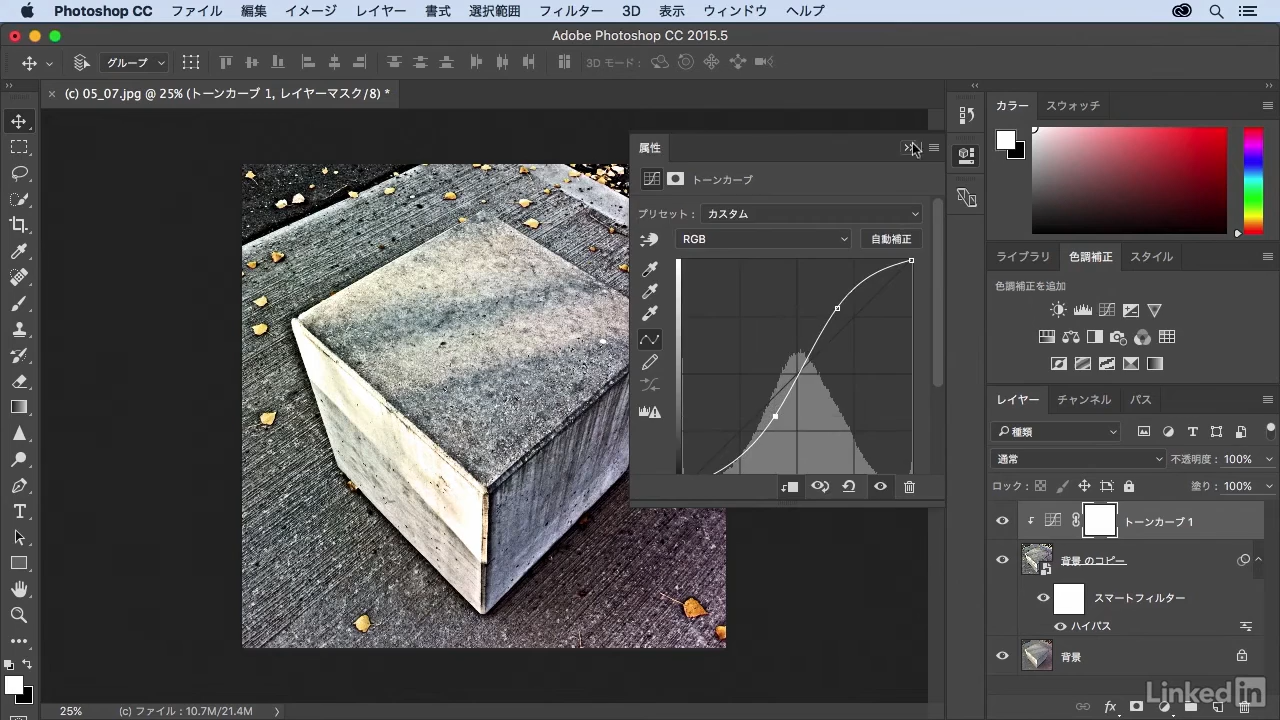 Photoshop CC ファイル 編集 イメージ レイヤー 書式 選択範囲 フィルター 3D 表示 ウィンドウ ヘルプ
Adobe Photoshop CC 2015.5
グループ 3D モード :
(c) 05_07.jpg @ 25% (トーンカーブ 1, レイヤーマスク/8) *
カラー スウォッチ
属性
トーンカーブ
プリセット : カスタム
RGB 自動補正
ライブラリ 色調補正 スタイル
色調補正を追加
レイヤー チャンネル パス
種類
通常 不透明度 : 100%
ロック : 塗り : 100%
トーンカーブ 1
背景 のコピー
スマートフィルター
ハイパス
背景
25% (c) ファイル : 10.7M/21.4M
fx
LinkedIn